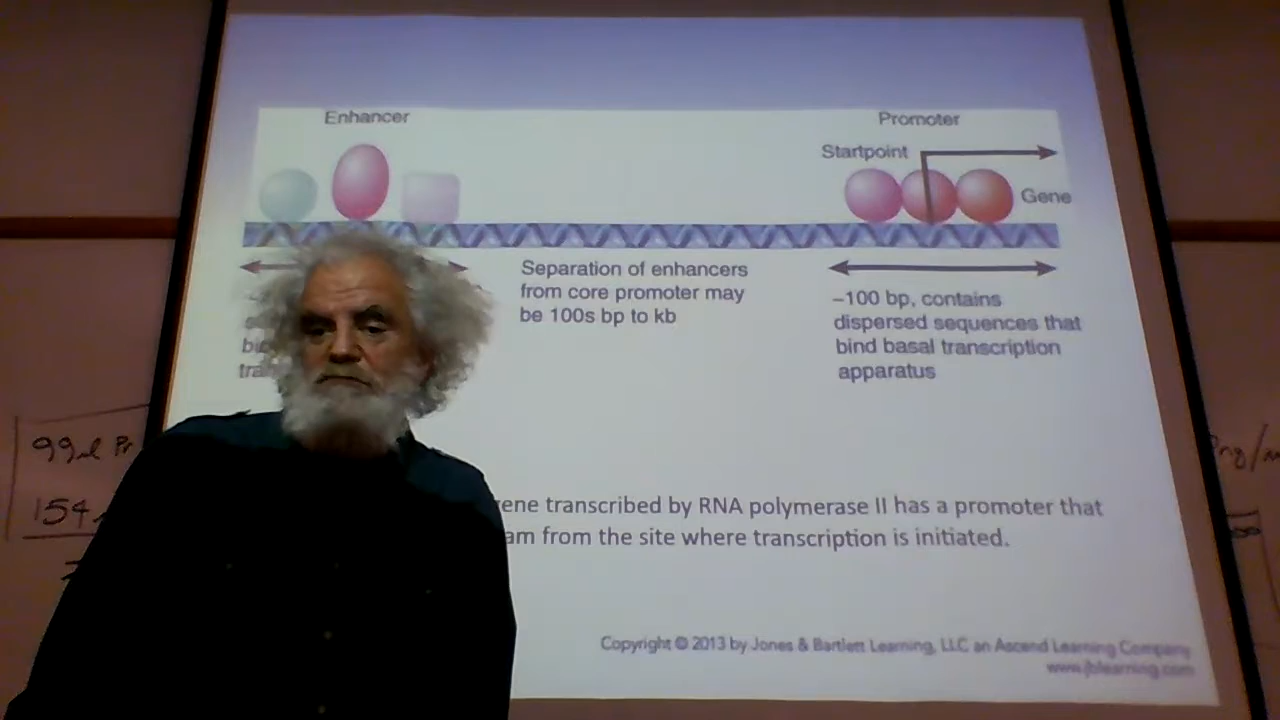 Enhancer
Promoter
Startpoint
Gene
Separation of enhancers
from core promoter may
be 100s bp to kb
~100 bp, contains
dispersed sequences that
bind basal transcription
apparatus
ene transcribed by RNA polymerase II has a promoter that
am from the site where transcription is initiated.
Copyright © 2013 by Jones & Bartlett Learning, LLC an Ascend Learning Company
www.jblearning.com
99
154